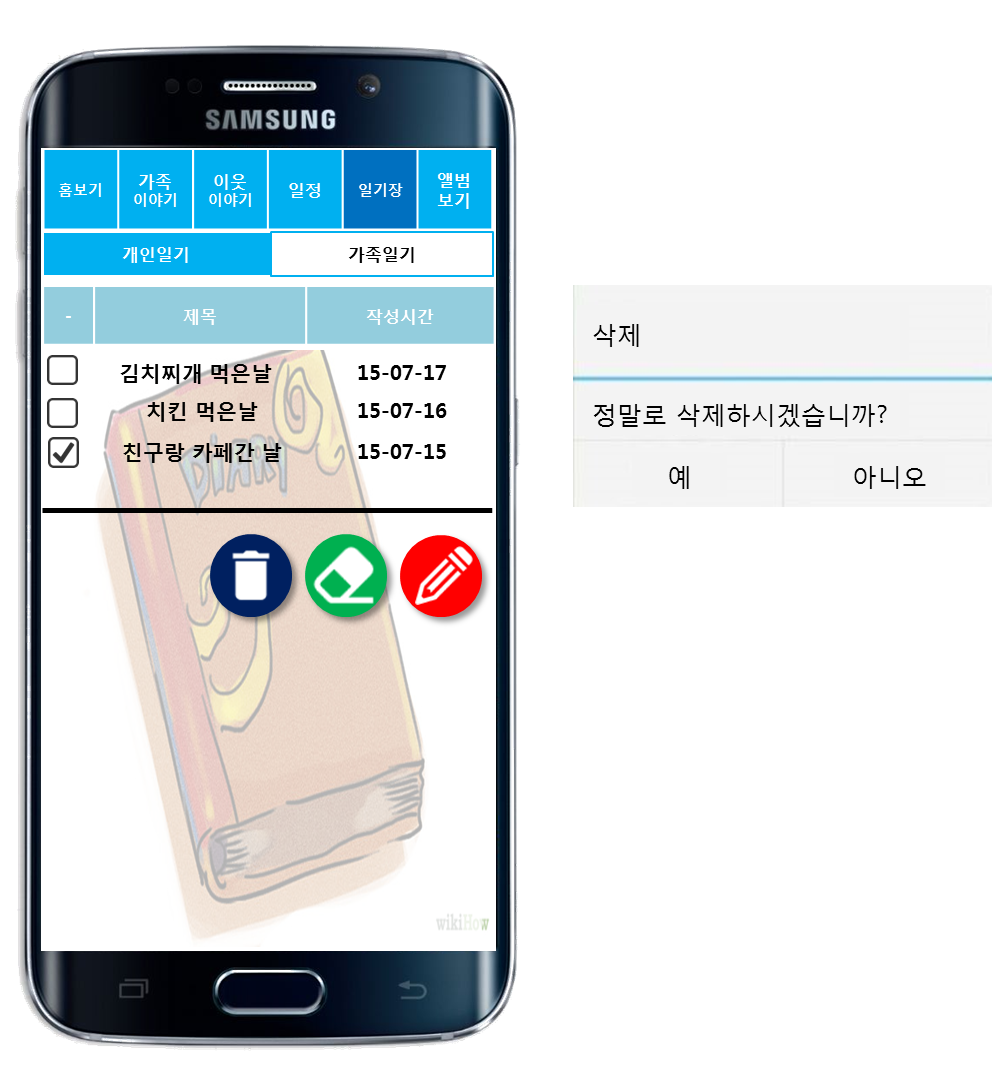 SAMSUNG
홈보기
가족
이야기
이웃
이야기
일정
일기장
앨범
보기
개인일기
가족일기
-
제목
작성시간
김치찌개 먹은날
15-07-17
치킨 먹은날
15-07-16
친구랑 카페간 날
15-07-15
DIARY
wikiHow
삭제
정말로 삭제하시겠습니까?
예
아니오